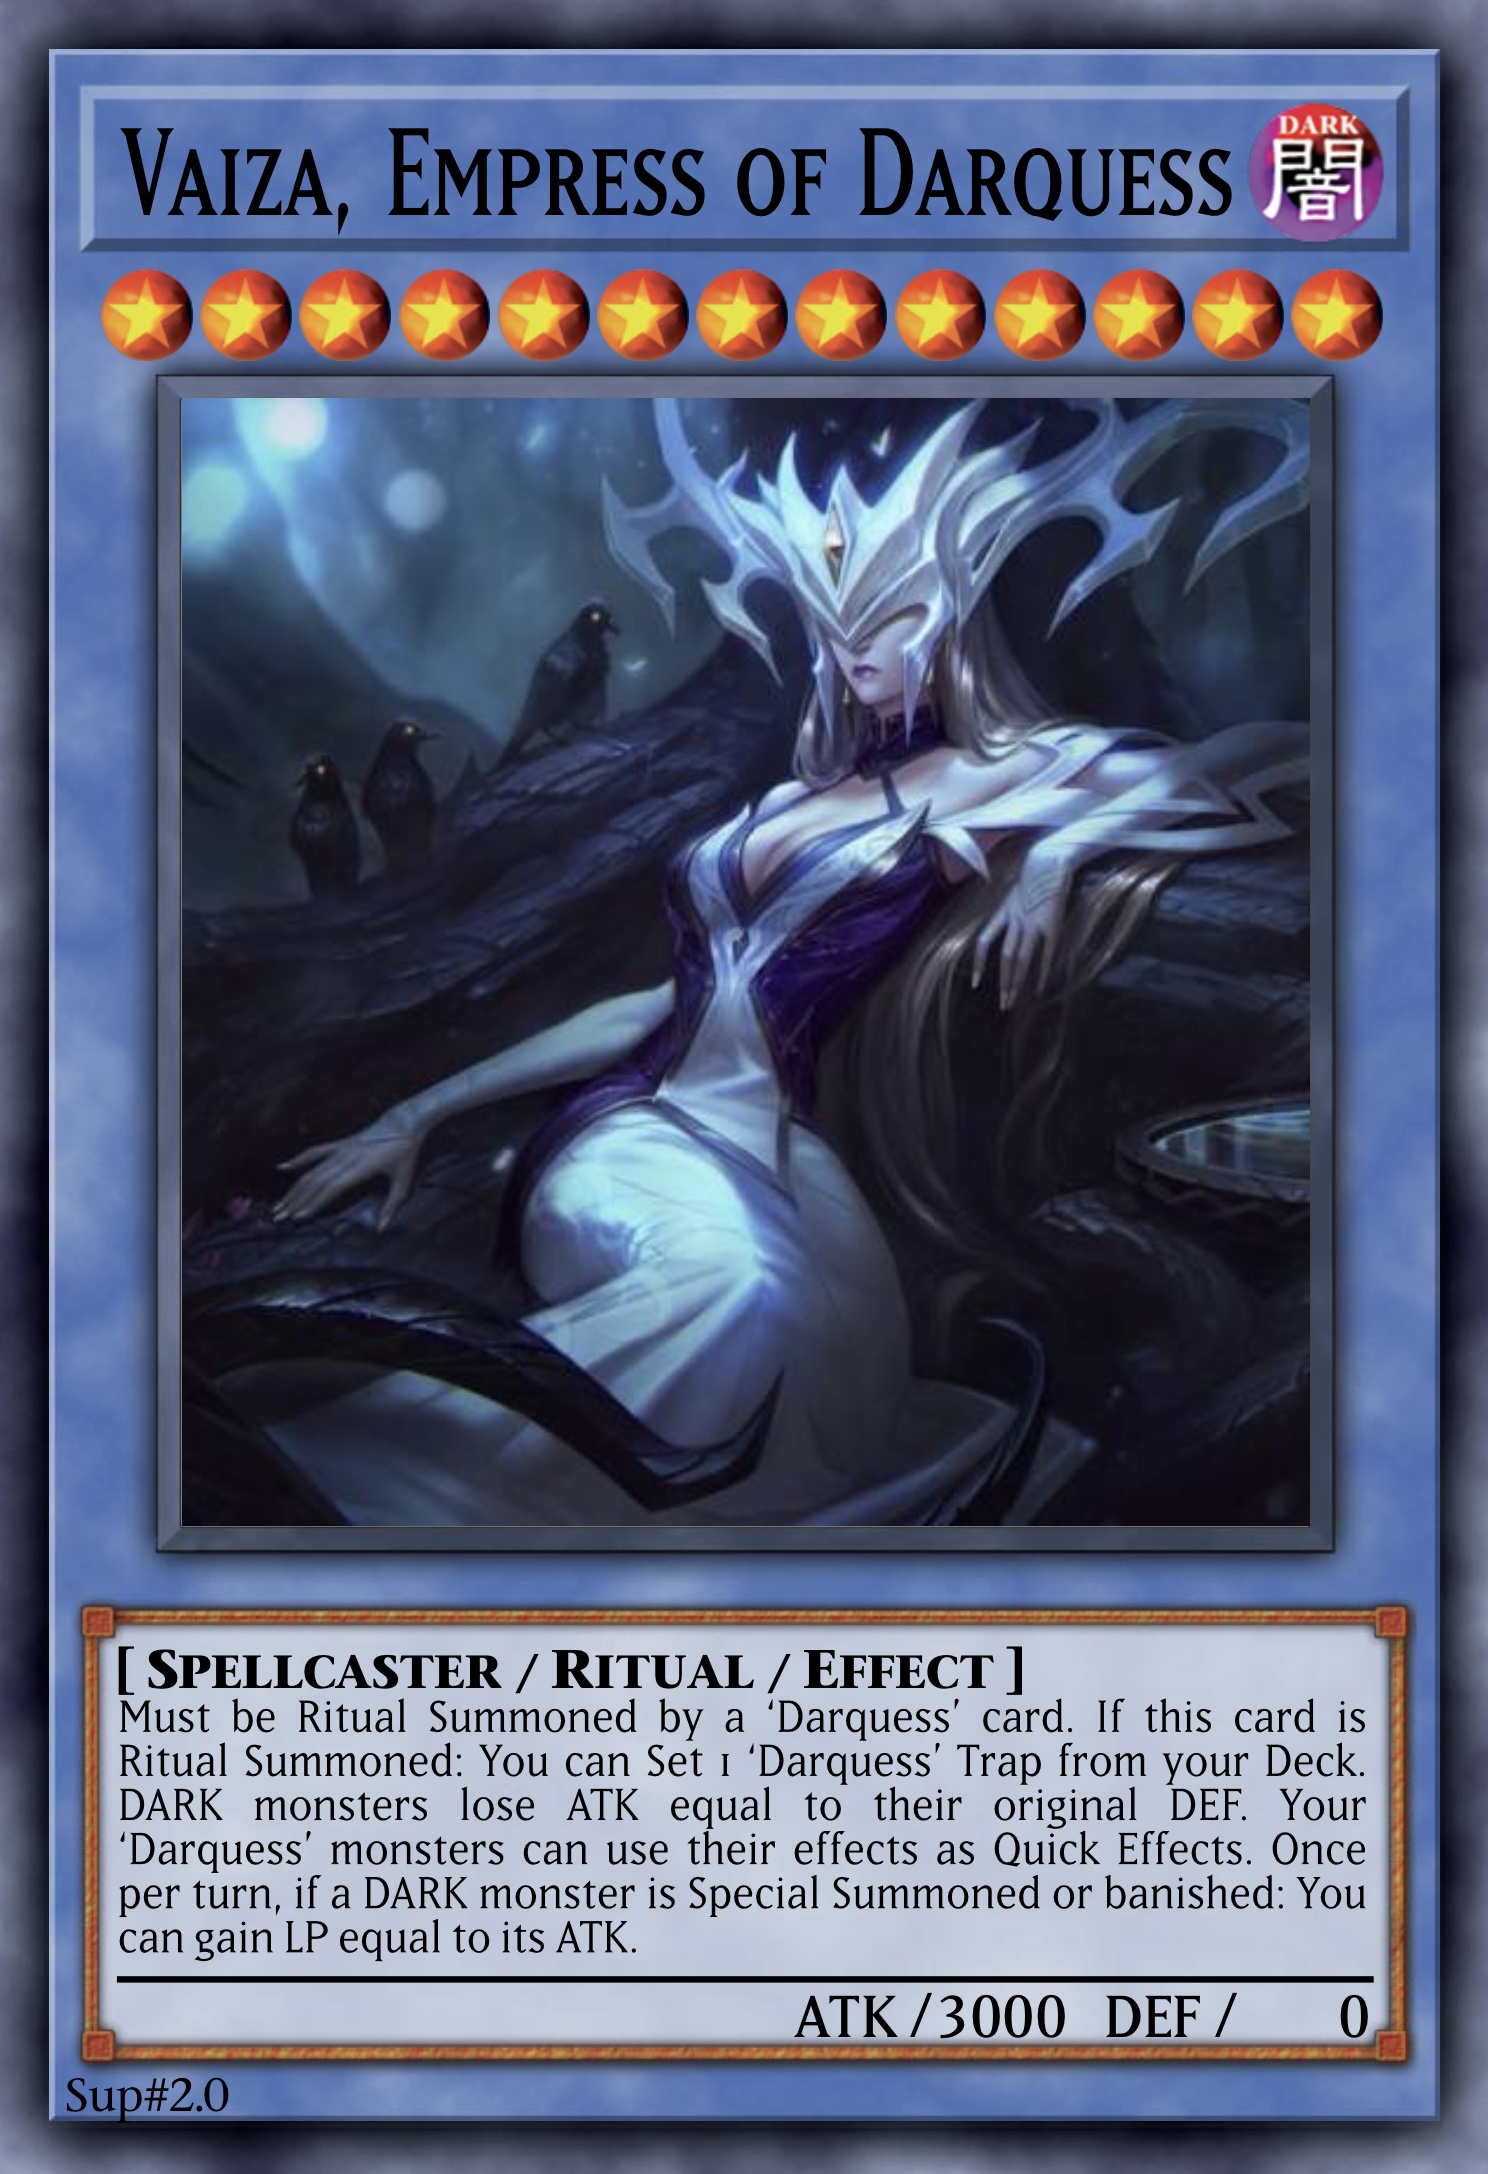 Vaiza, Empress of Darquess
DARK
闇
[ Spellcaster / Ritual / Effect ]
Must be Ritual Summoned by a ‘Darquess’ card. If this card is
Ritual Summoned: You can Set 1 ‘Darquess’ Trap from your Deck.
DARK monsters lose ATK equal to their original DEF. Your
‘Darquess’ monsters can use their effects as Quick Effects. Once
per turn, if a DARK monster is Special Summoned or banished: You
can gain LP equal to its ATK.
ATK / 3000 DEF / 0
Sup#2.0